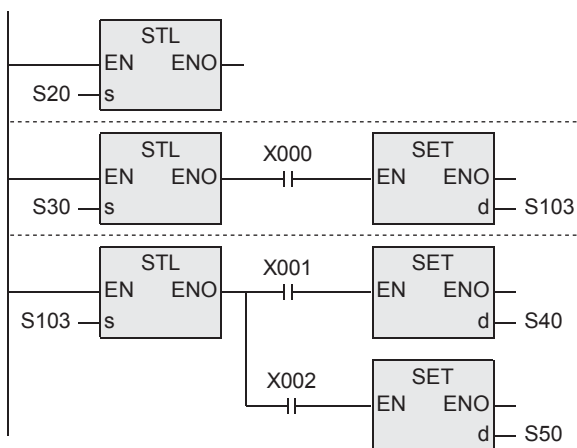 STL
EN ENO
S20 s
STL X000 SET
EN ENO EN ENO
S30 s d S103
STL X001 SET
EN ENO EN ENO
S103 s d S40
X002 SET
EN ENO
d S50